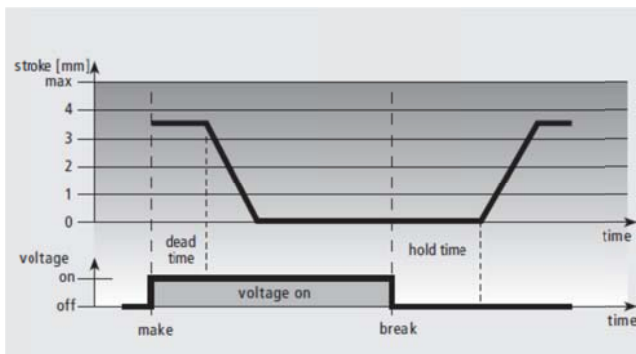 stroke [mm]
max
4
3
2
1
0
time
dead
time
hold time
voltage
on
voltage on
off
time
make
break